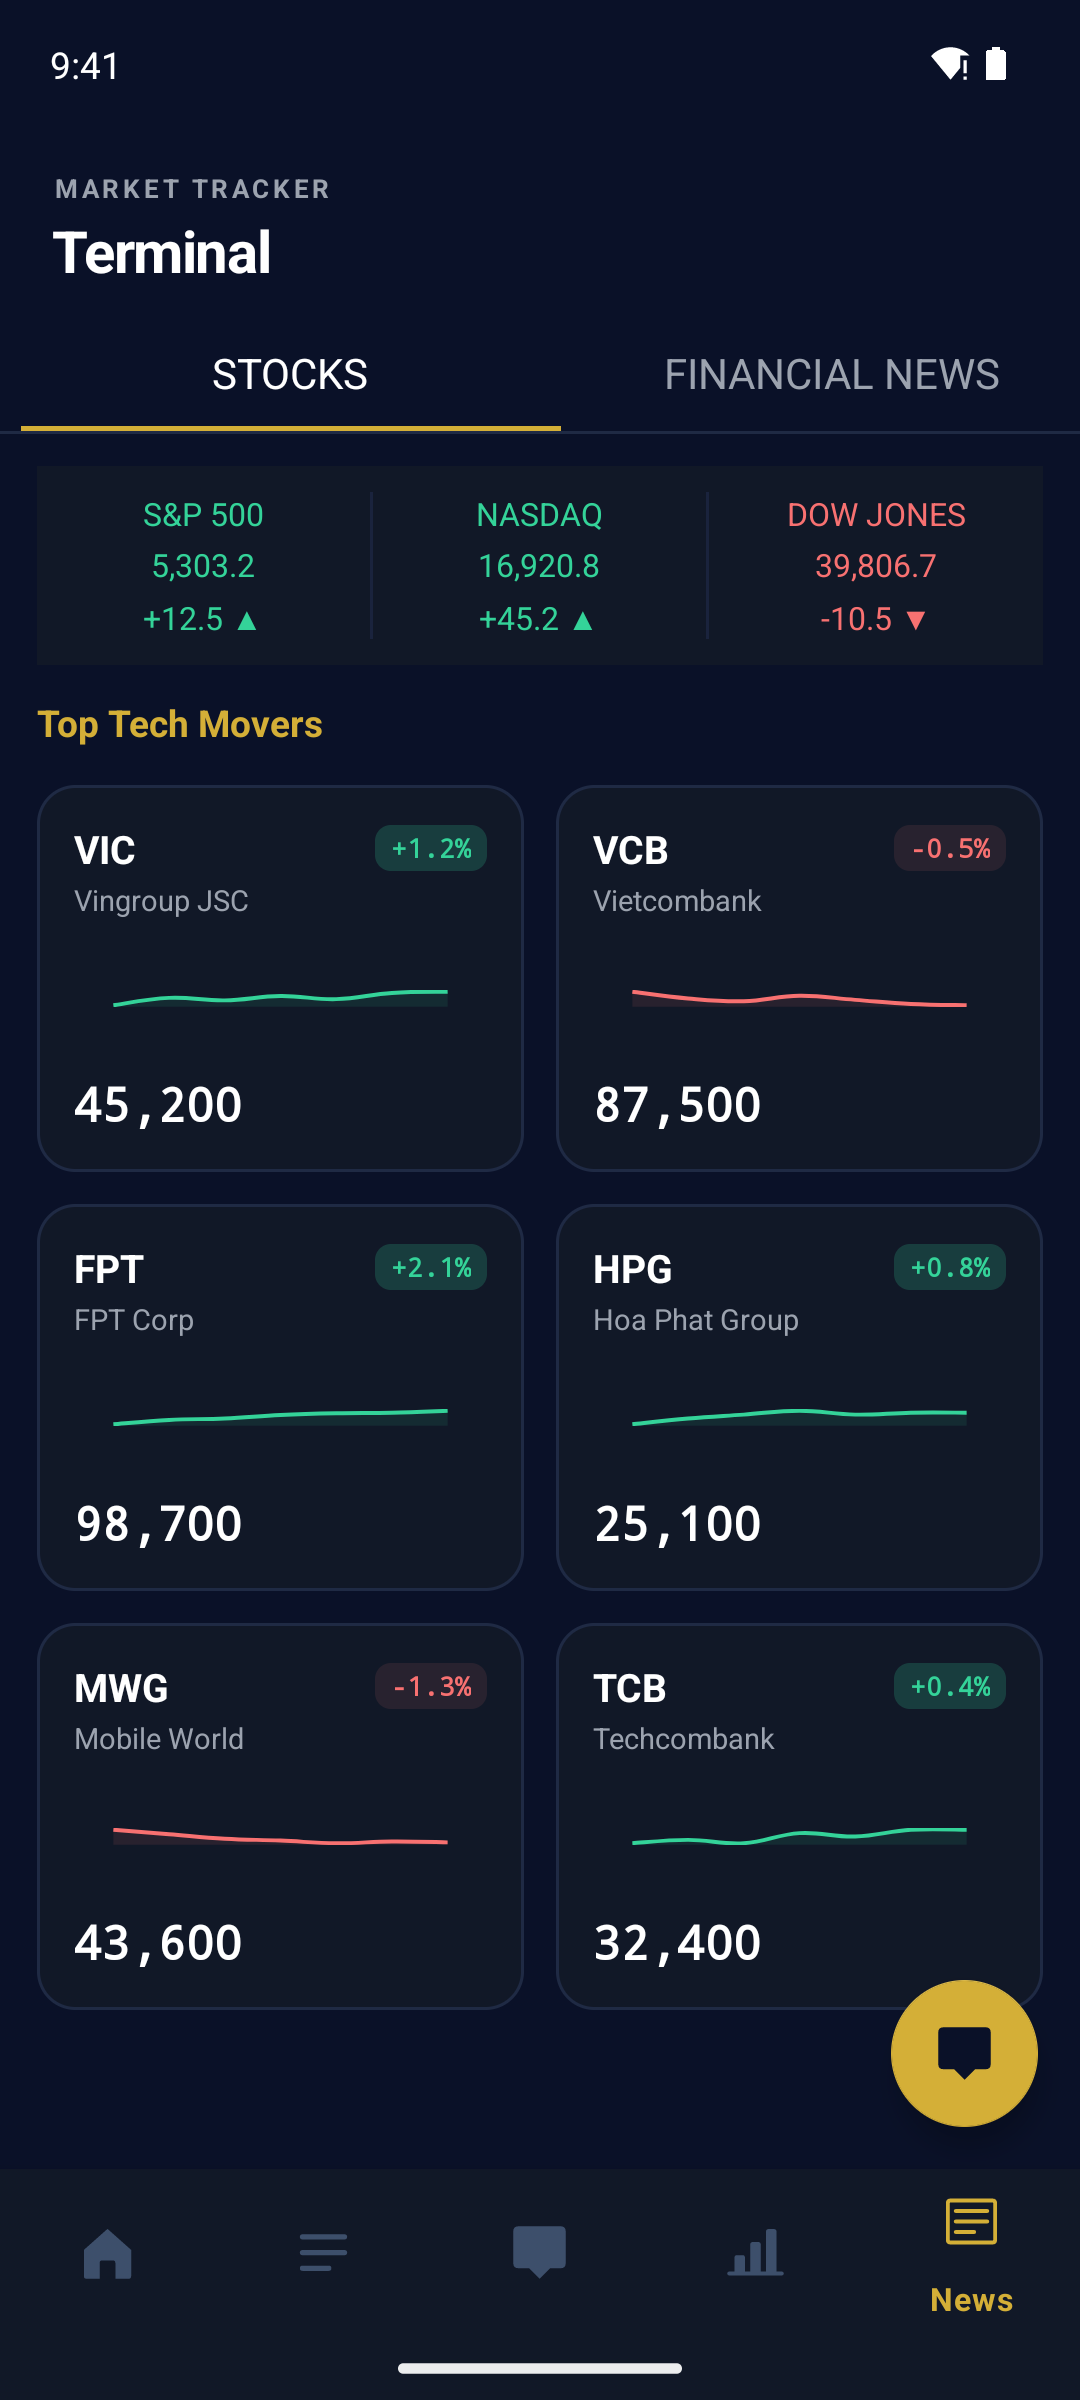 9:41
MARKET TRACKER
Terminal
STOCKS
FINANCIAL NEWS
S&P 500
5,303.2
+12.5 ▲
NASDAQ
16,920.8
+45.2 ▲
DOW JONES
39,806.7
-10.5 ▼
Top Tech Movers
VIC
+1.2%
Vingroup JSC
45,200
VCB
-0.5%
Vietcombank
87,500
FPT
+2.1%
FPT Corp
98,700
HPG
+0.8%
Hoa Phat Group
25,100
MWG
-1.3%
Mobile World
43,600
TCB
+0.4%
Techcombank
32,400
News